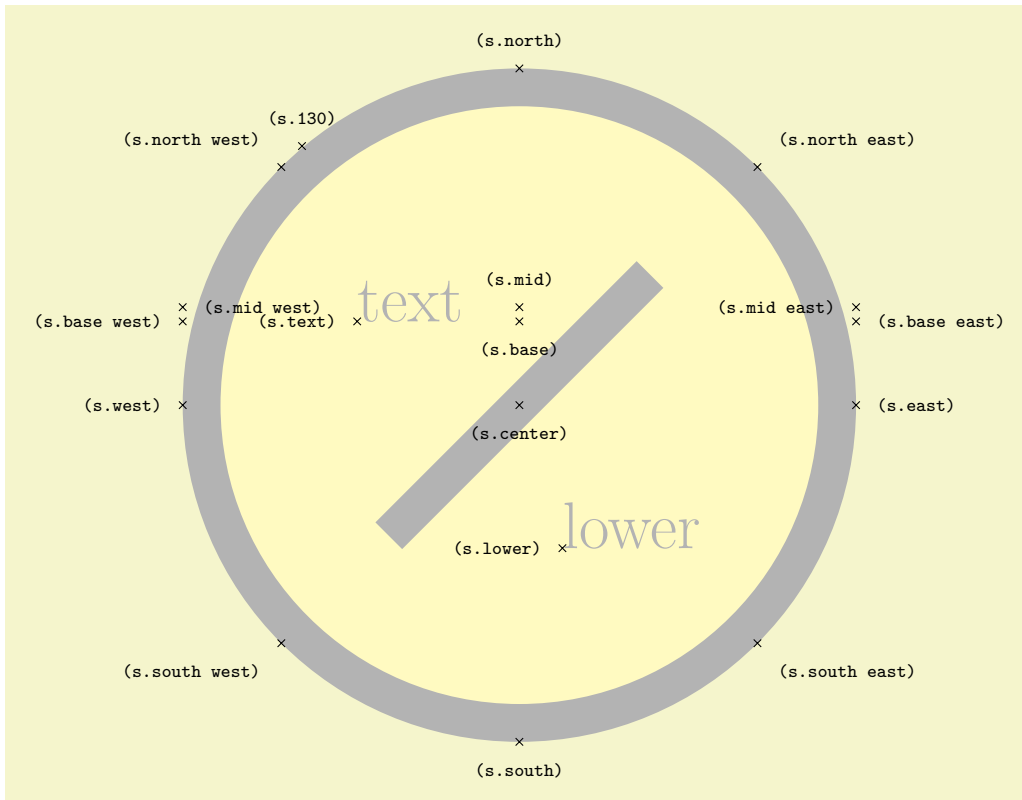 (s.north)
(s.130)
(s.north west)
(s.north east)
text
(s.mid)
(s.mid west)
(s.mid east)
(s.base west)
(s.text)
(s.base east)
(s.base)
(s.west)
(s.east)
(s.center)
lower
(s.lower)
(s.south west)
(s.south east)
(s.south)